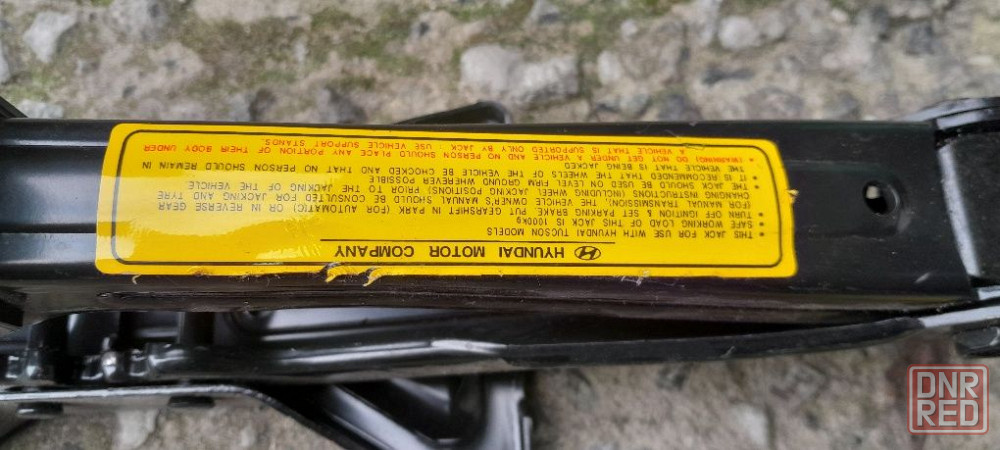 HYUNDAI MOTOR COMPANY
• THIS JACK FOR USE WITH HYUNDAI TUCSON MODELS
• SAFE WORKING LOAD OF THIS JACK IS 1000kg
• TURN OFF IGNITION & SET PARKING BRAKE, PUT GEARSHIFT IN PARK (FOR AUTOMATIC) OR IN REVERSE GEAR
(FOR MANUAL TRANSMISSION), THE VEHICLE, OWNER'S MANUAL SHOULD BE CONSULTED FOR JACKING AND TYRE
CHANGING INSTRUCTIONS (INCLUDING WHEEL JACKING POSITIONS) PRIOR TO THE JACKING OF THE VEHICLE
• THE JACK SHOULD BE USED ON LEVEL FIRM GROUND WHEREVER POSSIBLE
• IT IS RECOMMENDED THAT THE WHEELS OF THE VEHICLE BE CHOCKED AND THAT NO PERSON SHOULD REMAIN IN
THE VEHICLE THAT IS BEING JACKED
• (WARNING) DO NOT GET UNDER A VEHICLE AND NO PERSON SHOULD PLACE ANY PORTION OF THEIR BODY UNDER
A VEHICLE THAT IS SUPPORTED ONLY BY JACK : USE VEHICLE SUPPORT STANDS.
DNR
RED